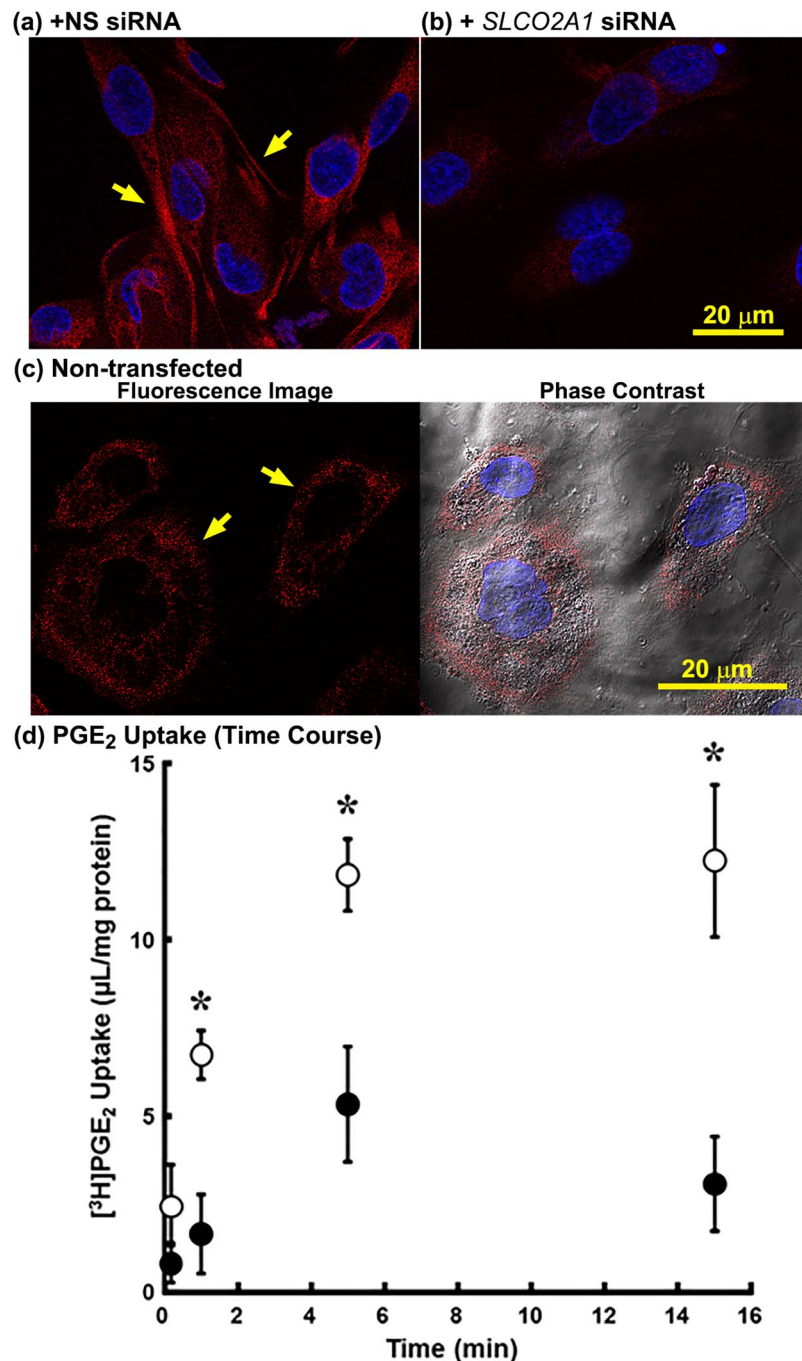 (a) +NS siRNA
(b) + SLCO2A1 siRNA
20 μm
(c) Non-transfected
Fluorescence Image
Phase Contrast
20 μm
(d) PGE₂ Uptake (Time Course)
15
10
5
0
*
*
*
[³H]PGE₂ Uptake (μL/mg protein)
0 2 4 6 8 10 12 14 16
Time (min)